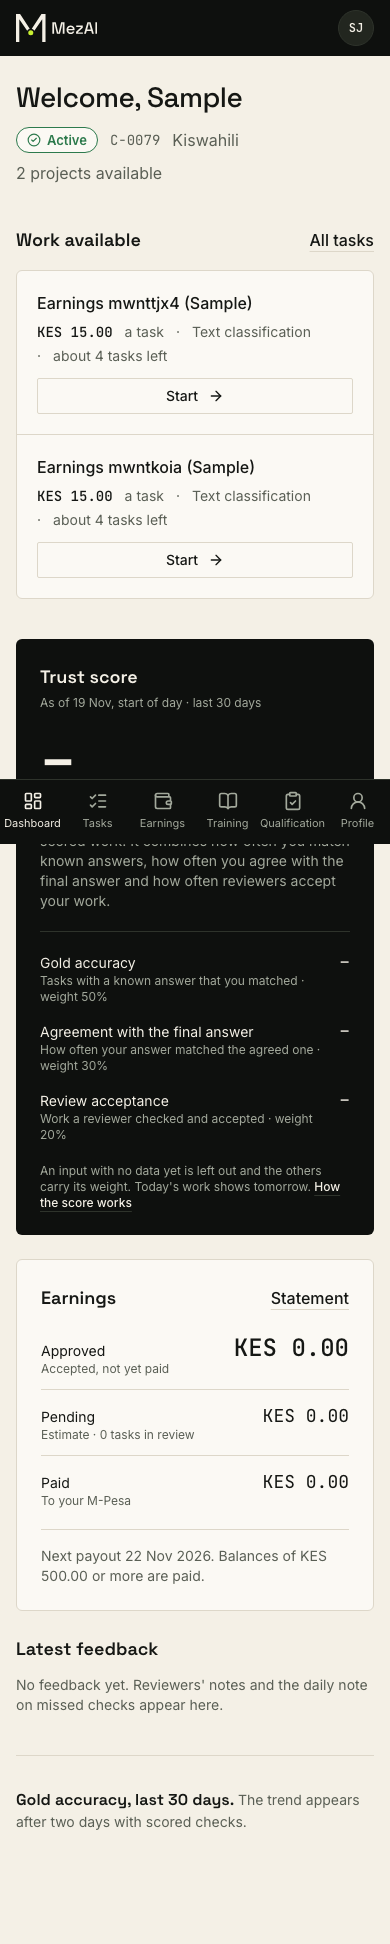 MezAI
SJ
Welcome, Sample
Active C-0079 Kiswahili
2 projects available
Work available All tasks
Earnings mwnttjx4 (Sample)
KES 15.00 a task · Text classification
· about 4 tasks left
Start →
Earnings mwntkoia (Sample)
KES 15.00 a task · Text classification
· about 4 tasks left
Start →
Trust score
As of 19 Nov, start of day · last 30 days
–
Dashboard Tasks Earnings Training Qualification Profile
known answers, how often you agree with the
final answer and how often reviewers accept
your work.
Gold accuracy –
Tasks with a known answer that you matched ·
weight 50%
Agreement with the final answer –
How often your answer matched the agreed one ·
weight 30%
Review acceptance –
Work a reviewer checked and accepted · weight
20%
An input with no data yet is left out and the others
carry its weight. Today's work shows tomorrow. How
the score works
Earnings Statement
Approved KES 0.00
Accepted, not yet paid
Pending KES 0.00
Estimate · 0 tasks in review
Paid KES 0.00
To your M-Pesa
Next payout 22 Nov 2026. Balances of KES
500.00 or more are paid.
Latest feedback
No feedback yet. Reviewers' notes and the daily note
on missed checks appear here.
Gold accuracy, last 30 days. The trend appears
after two days with scored checks.